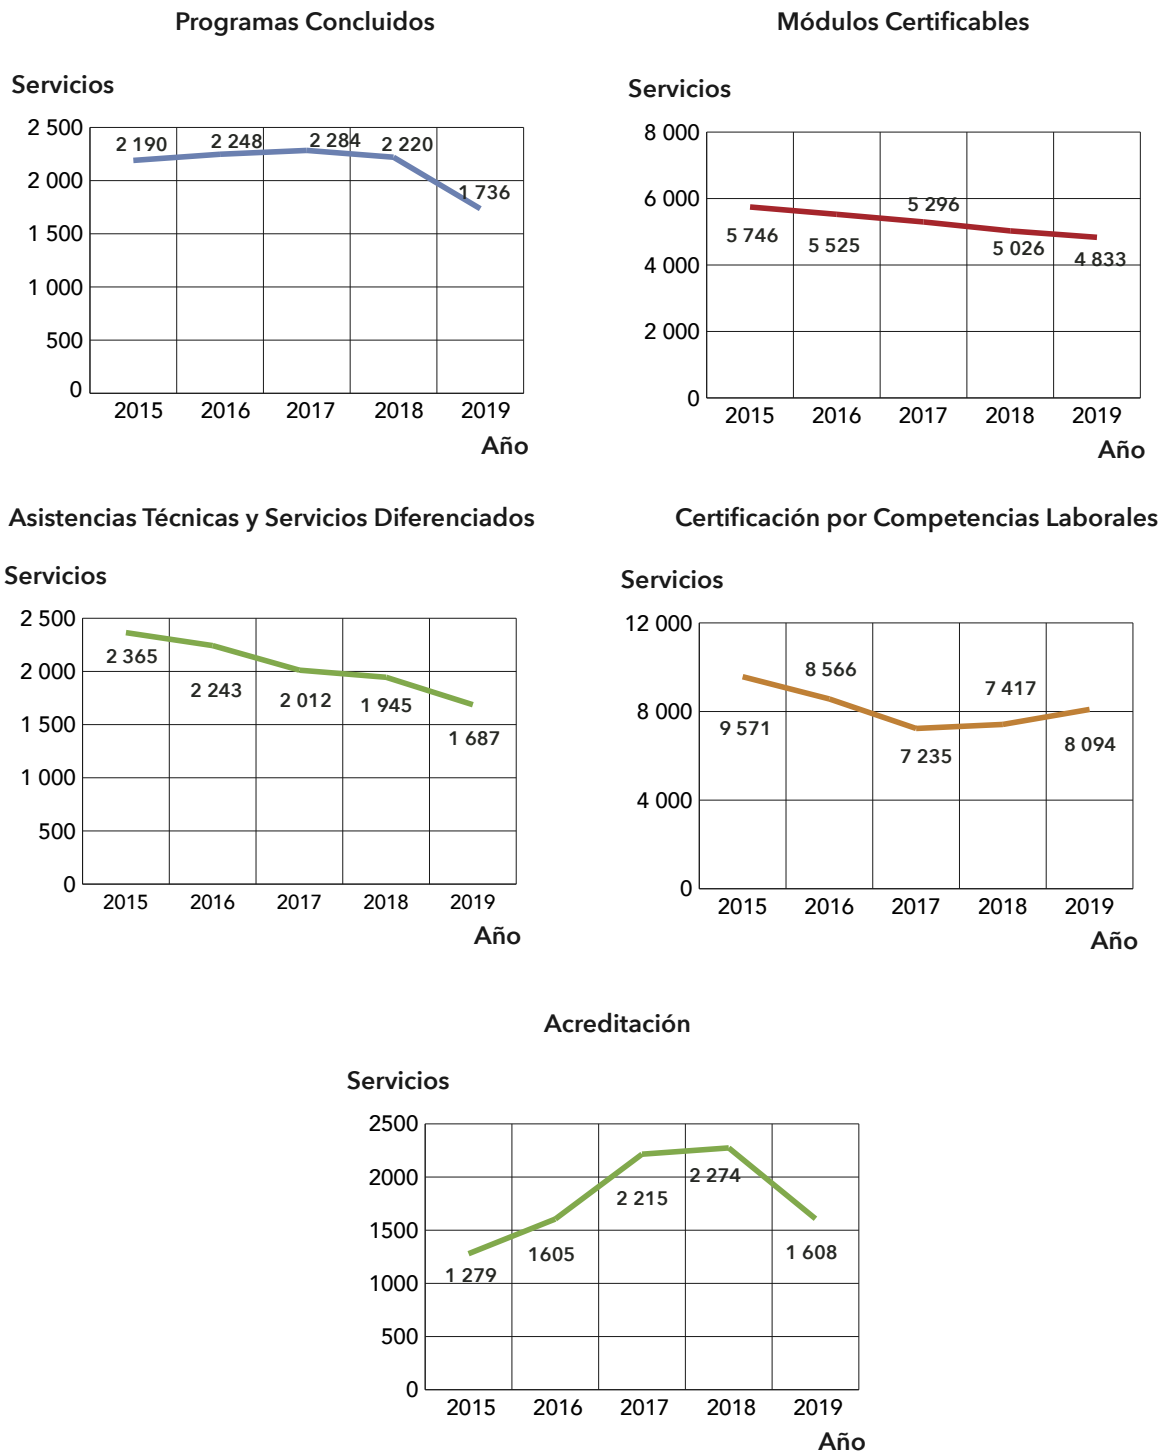 Programas Concluidos
Servicios
2 500
2 000
1 500
1 000
500
0
2 190
2 248
2 284
2 220
1 736
2015 2016 2017 2018 2019
Año
Módulos Certificables
Servicios
8 000
6 000
4 000
2 000
0
5 746
5 525
5 296
5 026
4 833
2015 2016 2017 2018 2019
Año
Asistencias Técnicas y Servicios Diferenciados
Servicios
2 500
2 000
1 500
1 000
500
0
2 365
2 243
2 012
1 945
1 687
2015 2016 2017 2018 2019
Año
Certificación por Competencias Laborales
Servicios
12 000
8 000
4 000
0
9 571
8 566
7 235
7 417
8 094
2015 2016 2017 2018 2019
Año
Acreditación
Servicios
2500
2000
1500
1000
500
0
1 279
1605
2 215
2 274
1 608
2015 2016 2017 2018 2019
Año